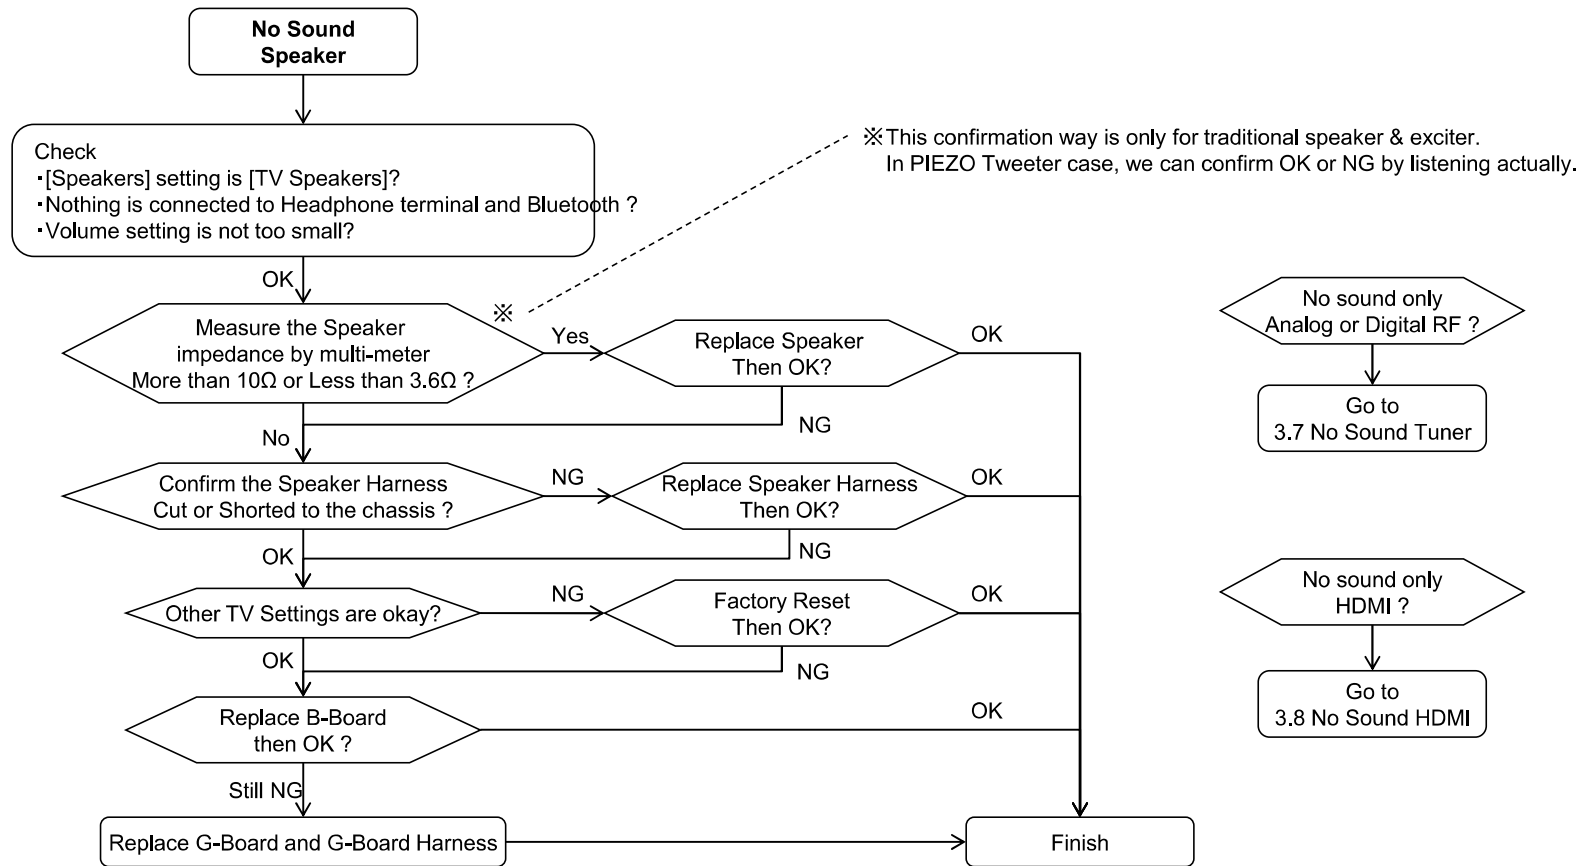 No Sound
Speaker
Check
・[Speakers] setting is [TV Speakers]?
・Nothing is connected to Headphone terminal and Bluetooth ?
・Volume setting is not too small?
※This confirmation way is only for traditional speaker & exciter.
In PIEZO Tweeter case, we can confirm OK or NG by listening actually.
OK
※
Measure the Speaker
impedance by multi-meter
More than 10Ω or Less than 3.6Ω ?
Yes
Replace Speaker
Then OK?
OK
NG
No
Confirm the Speaker Harness
Cut or Shorted to the chassis ?
NG
Replace Speaker Harness
Then OK?
OK
NG
OK
Other TV Settings are okay?
NG
Factory Reset
Then OK?
OK
NG
OK
Replace B-Board
then OK ?
OK
Still NG
Replace G-Board and G-Board Harness
Finish
No sound only
Analog or Digital RF ?
Go to
3.7 No Sound Tuner
No sound only
HDMI ?
Go to
3.8 No Sound HDMI